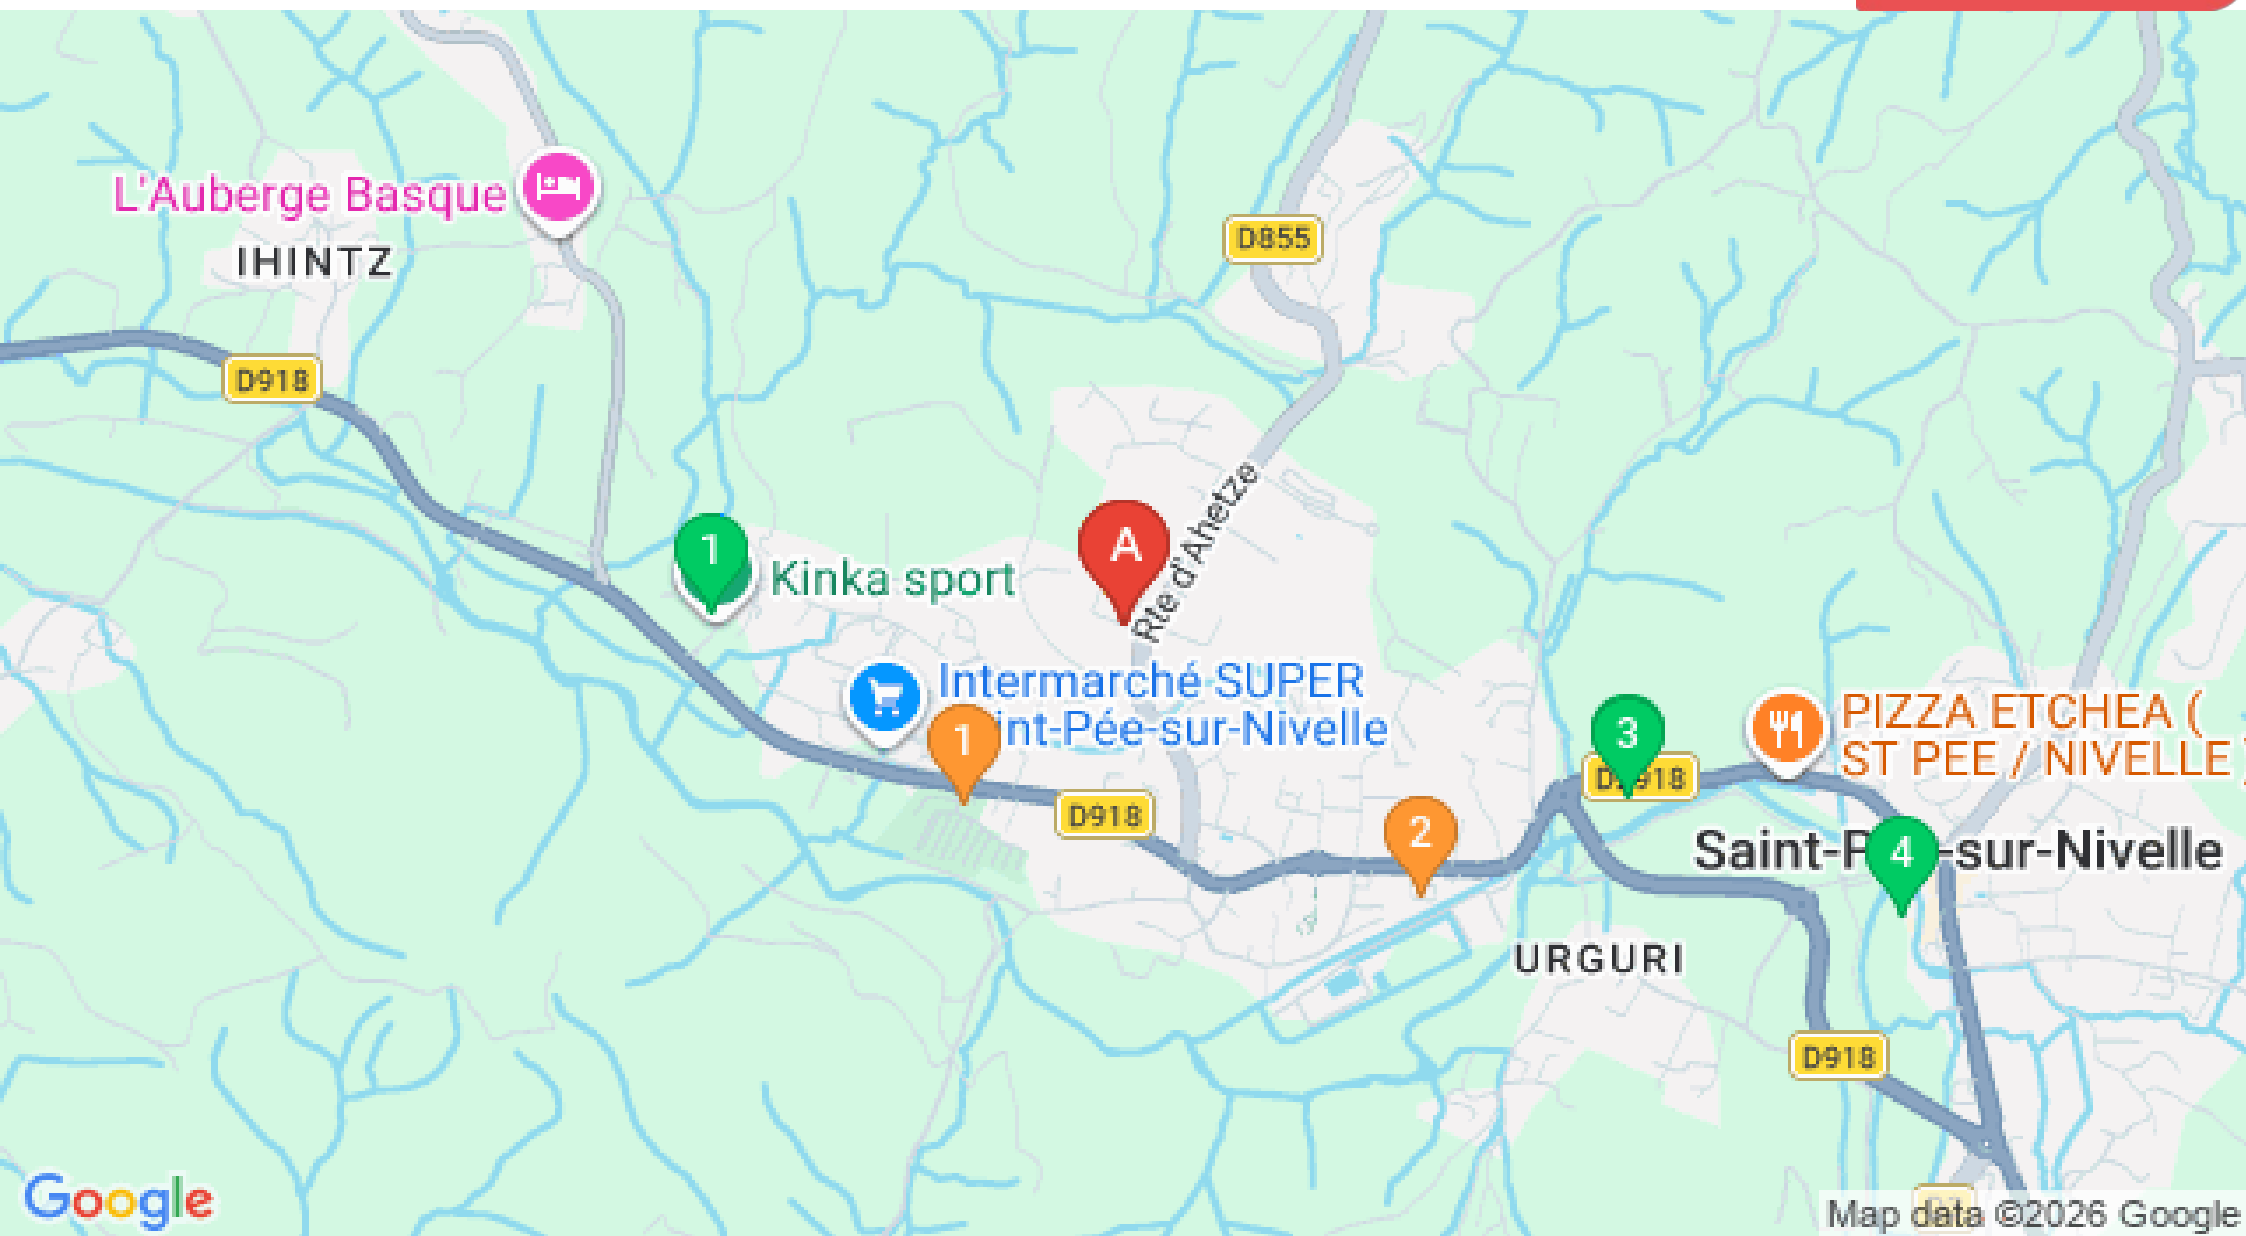 L'Auberge Basque
IHINTZ
D855
D918
Rte d'Ahetze
A
1
Kinka sport
Intermarché SUPER
int-Pée-sur-Nivelle
1
D918
2
3
918
PIZZA ETCHEA (
ST PEE / NIVELLE )
Saint-P
4
-sur-Nivelle
URGURI
D918
Google
Map data ©2026 Google